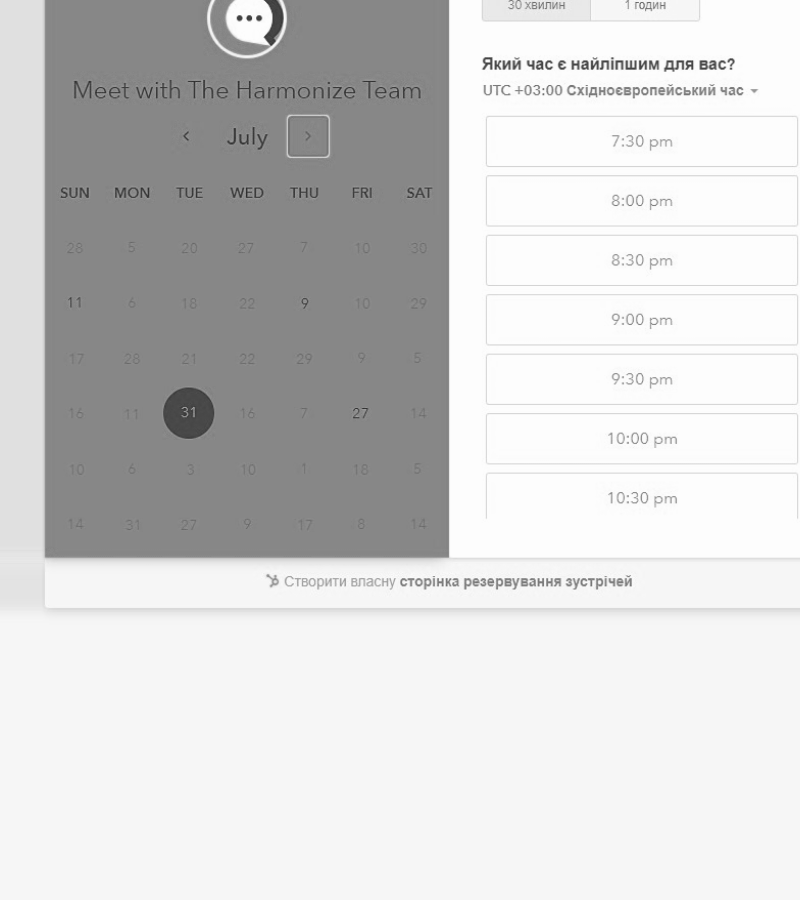 30 хвилин 1 годин
Meet with The Harmonize Team
July
SUN MON TUE WED THU FRI SAT
28 5 20 27 7 10 30
11 6 18 22 9 10 29
17 28 21 22 29 9 5
16 11 31 16 7 27 14
10 6 3 10 1 18 5
14 31 27 9 17 8 14
Який час є найліпшим для вас?
UTC +03:00 Східноєвропейський час
7:30 pm
8:00 pm
8:30 pm
9:00 pm
9:30 pm
10:00 pm
10:30 pm
Створити власну сторінка резервування зустрічей